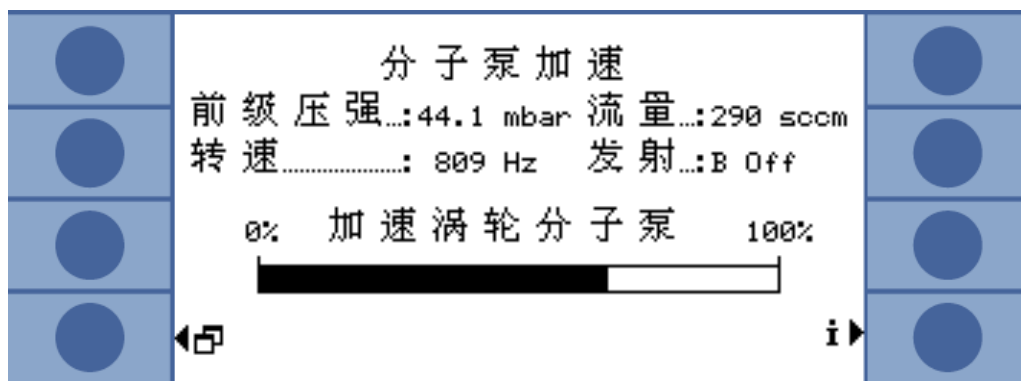 分子泵加速
前级压强...:44.1 mbar 流量...:290 sccm
转速....................: 809 Hz 发射...:B Off
0% 加速涡轮分子泵 100%
i